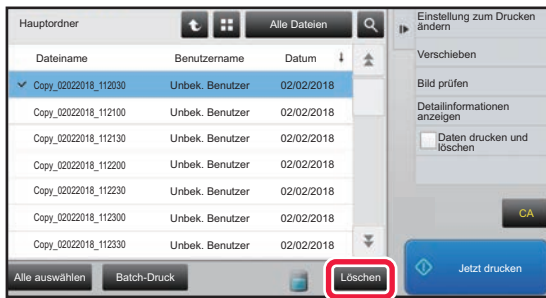 Hauptordner
Alle Dateien
Dateiname Benutzername Datum
Copy_02022018_112030 Unbek. Benutzer 02/02/2018
Copy_02022018_112100 Unbek. Benutzer 02/02/2018
Copy_02022018_112130 Unbek. Benutzer 02/02/2018
Copy_02022018_112200 Unbek. Benutzer 02/02/2018
Copy_02022018_112230 Unbek. Benutzer 02/02/2018
Copy_02022018_112300 Unbek. Benutzer 02/02/2018
Copy_02022018_112330 Unbek. Benutzer 02/02/2018
Alle auswählen Batch-Druck Löschen
Einstellung zum Drucken
ändern
Verschieben
Bild prüfen
Detailinformationen
anzeigen
Daten drucken und
löschen
CA
Jetzt drucken